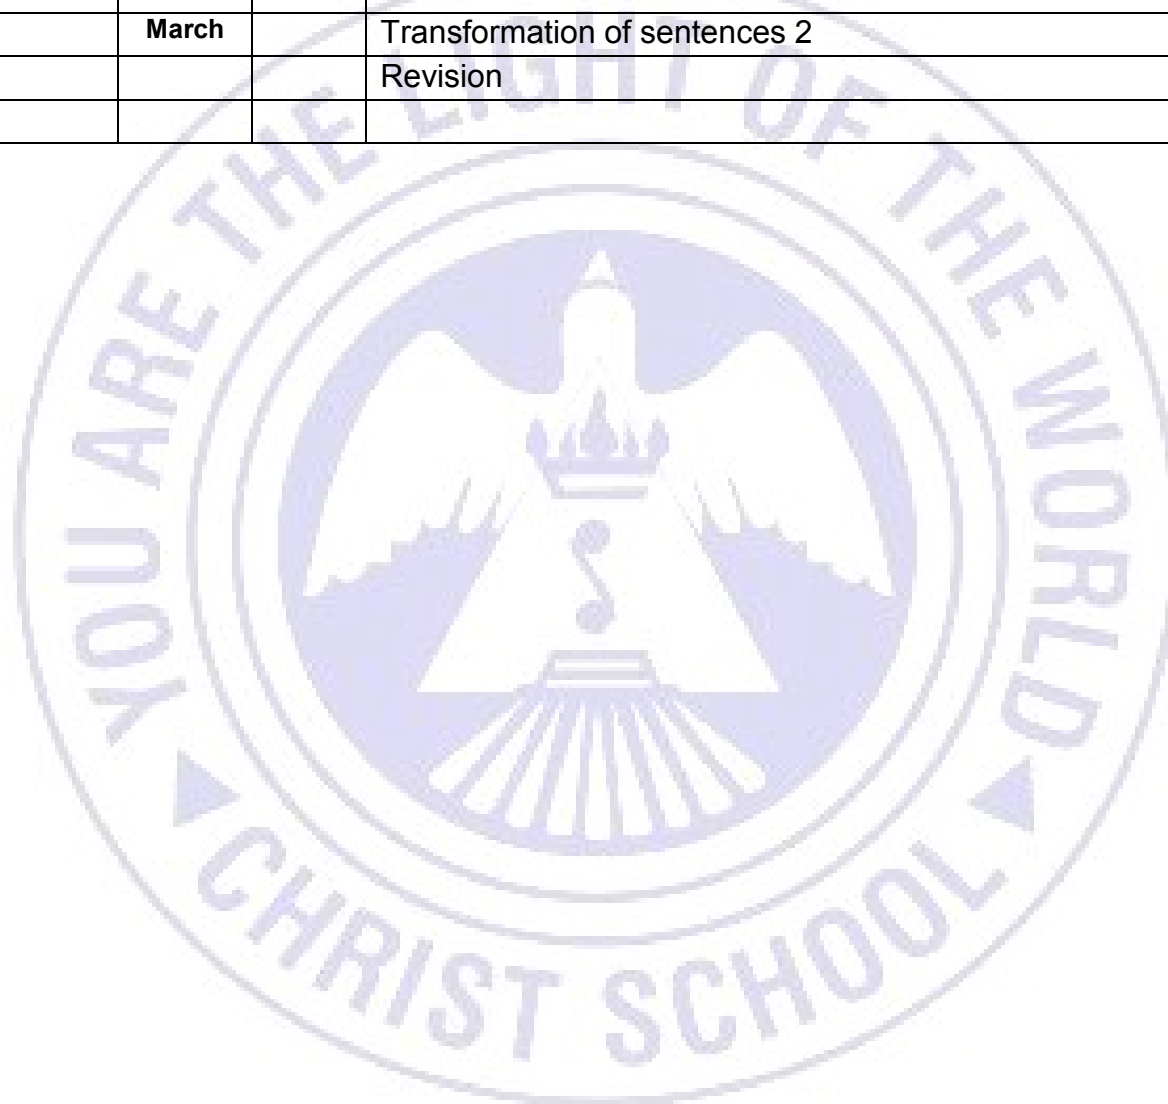 March Transformation of sentences 2
Revision
YOU ARE THE LIGHT OF THE WORLD
CHRIST SCHOOL